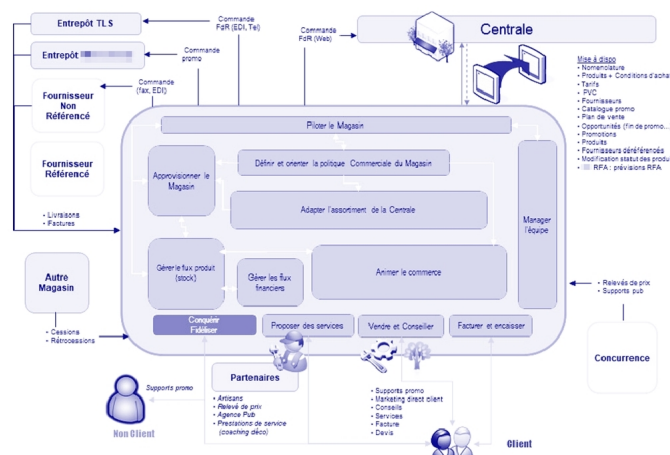 Entrepôt TLS
Commande
FdR (EDI, Tel)
Commande
FdR (Web)
Centrale
Entrepôt
Commande
promo
Mise à dispo
• Nomenclature
• Produits + Conditions d'acha
• Tarifs
• PVC
• Fournisseurs
• Catalogue promo
• Plan de vente
• Opportunités (fin de promo...
• Promotions
• Produits
• Fournisseurs déréférencés
• Modification statut des produ
• RFA : prévisions RFA
Fournisseur
Non
Référencé
Commande
(fax, EDI)
Fournisseur
Référencé
• Livraisons
• Factures
Piloter le Magasin
Approvisionner le
Magasin
Définir et orienter la politique Commerciale du Magasin
Adapter l'assortiment de la Centrale
Manager
l'équipe
Gérer le flux produit
(stock)
Gérer les flux
financiers
Animer le commerce
Conquérir
Fidéliser
Proposer des services
Vendre et Conseiller
Facturer et encaisser
Autre
Magasin
• Cessions
• Rétrocessions
• Relevés de prix
• Supports pub
Concurrence
Supports promo
Non Client
Partenaires
• Artisans
• Relevé de prix
• Agence Pub
• Prestations de service
(coaching déco)
• Supports promo
• Marketing direct client
• Conseils
• Services
• Facture
• Devis
Client